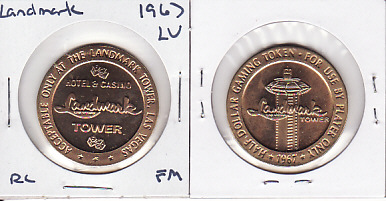 Landmark 1967
LV
ACCEPTABLE ONLY AT THE LANDMARK TOWER, LAS VEGAS
HOTEL & CASINO
Landmark
TOWER
RC FM
HALF DOLLAR GAMING TOKEN - FOR USE BY PLAYER ONLY
Landmark
TOWER
1967